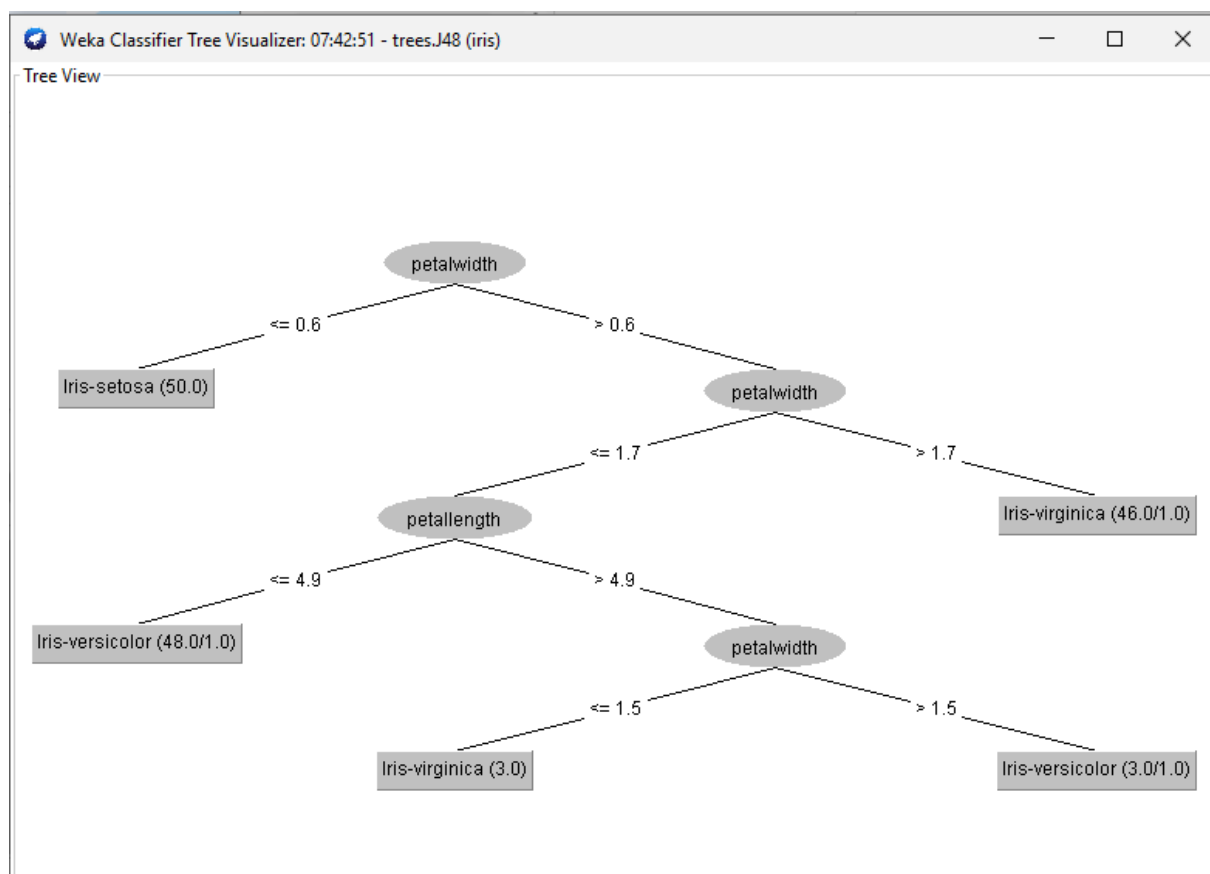 Weka Classifier Tree Visualizer: 07:42:51 - trees.J48 (iris)
Tree View
petalwidth
<= 0.6
> 0.6
Iris-setosa (50.0)
petalwidth
<= 1.7
> 1.7
petallength
Iris-virginica (46.0/1.0)
<= 4.9
> 4.9
Iris-versicolor (48.0/1.0)
petalwidth
<= 1.5
> 1.5
Iris-virginica (3.0)
Iris-versicolor (3.0/1.0)